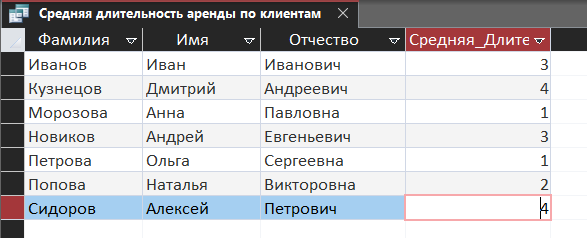 Средняя длительность аренды по клиентам
Фамилия Имя Отчество Средняя_Длите
Иванов Иван Иванович 3
Кузнецов Дмитрий Андреевич 4
Морозова Анна Павловна 1
Новиков Андрей Евгеньевич 3
Петрова Ольга Сергеевна 1
Попова Наталья Викторовна 2
Сидоров Алексей Петрович 4